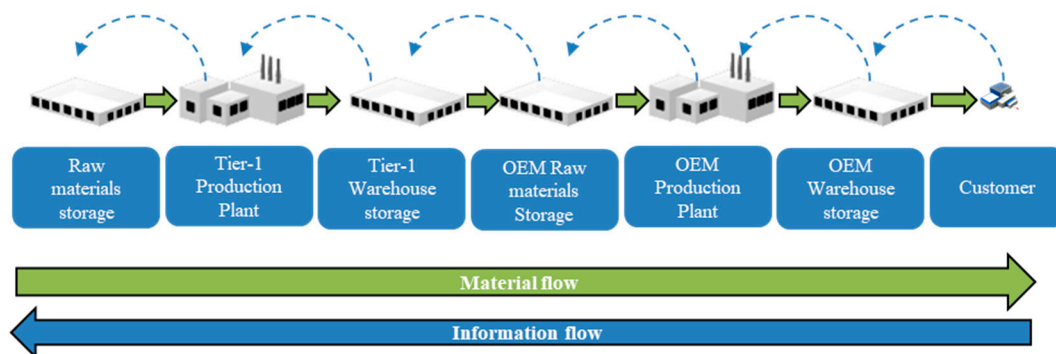 Raw
materials
storage
Tier-1
Production
Plant
Tier-1
Warehouse
storage
OEM Raw
materials
Storage
OEM
Production
Plant
OEM
Warehouse
storage
Customer
Material flow
Information flow